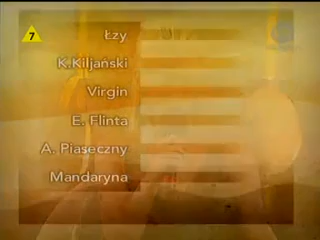 7
Łzy
K.Kiljański
Virgin
E. Flinta
A. Piaseczny
Mandaryna